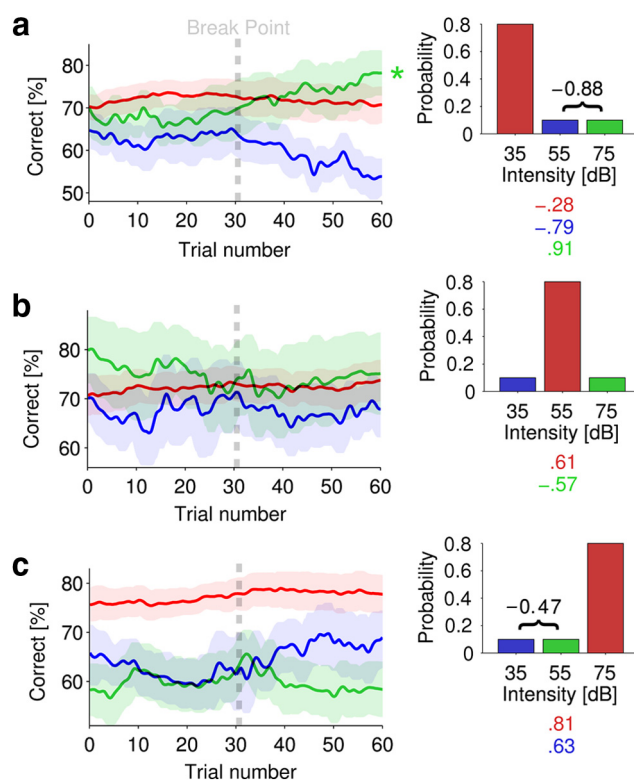 a
Break Point
80
70
60
50
Correct [%]
*
0 10 20 30 40 50 60
Trial number
0.8
0.6
0.4
0.2
0
Probability
−0.88
35 55 75
Intensity [dB]
−.28
−.79
.91
b
80
70
60
Correct [%]
0 10 20 30 40 50 60
Trial number
0.8
0.6
0.4
0.2
0
Probability
35 55 75
Intensity [dB]
.61
−.57
c
80
70
60
Correct [%]
0 10 20 30 40 50 60
Trial number
0.8
0.6
0.4
0.2
0
Probability
−0.47
35 55 75
Intensity [dB]
.81
.63